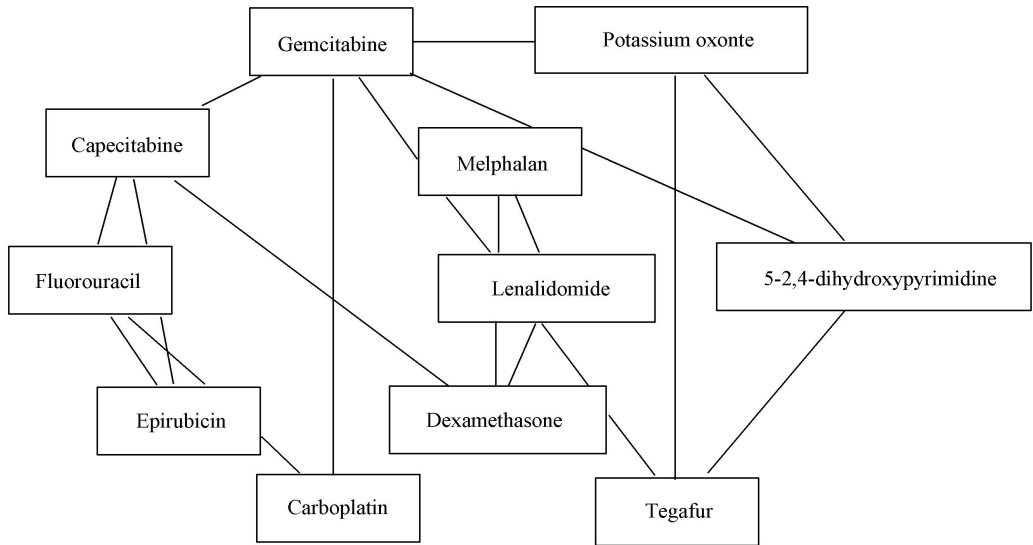 Gemcitabine
Potassium oxonte
Capecitabine
Melphalan
Fluorouracil
Lenalidomide
5-2,4-dihydroxypyrimidine
Epirubicin
Dexamethasone
Carboplatin
Tegafur